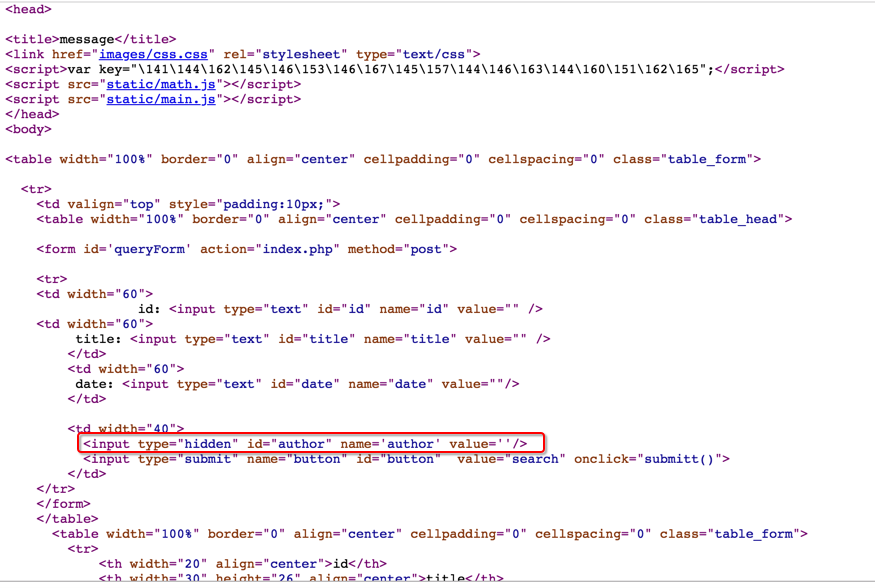 <head>
<title>message</title>
<link href="images/css.css" rel="stylesheet" type="text/css">
<script>var key="\141\144\162\145\146\153\146\167\145\157\144\146\163\144\160\151\162\165";</script>
<script src="static/math.js"></script>
<script src="static/main.js"></script>
</head>
<body>
<table width="100%" border="0" align="center" cellpadding="0" cellspacing="0" class="table_form">
<tr>
<td valign="top" style="padding:10px;">
<table width="100%" border="0" align="center" cellpadding="0" cellspacing="0" class="table_head">
<form id='queryForm' action="index.php" method="post">
<tr>
<td width="60">
id: <input type="text" id="id" name="id" value="" />
<td width="60">
title: <input type="text" id="title" name="title" value="" />
</td>
<td width="60">
date: <input type="text" id="date" name="date" value=""/>
</td>
<td width="40">
<input type="hidden" id="author" name='author' value=''/>
<input type="submit" name="button" id="button"  value="search" onclick="submitt()">
</td>
</tr>
</form>
</table>
<table width="100%" border="0" align="center" cellpadding="0" cellspacing="0" class="table_form">
<tr>
<th width="20" align="center">id</th>
<th width="30" height="26" align="center">title</th>